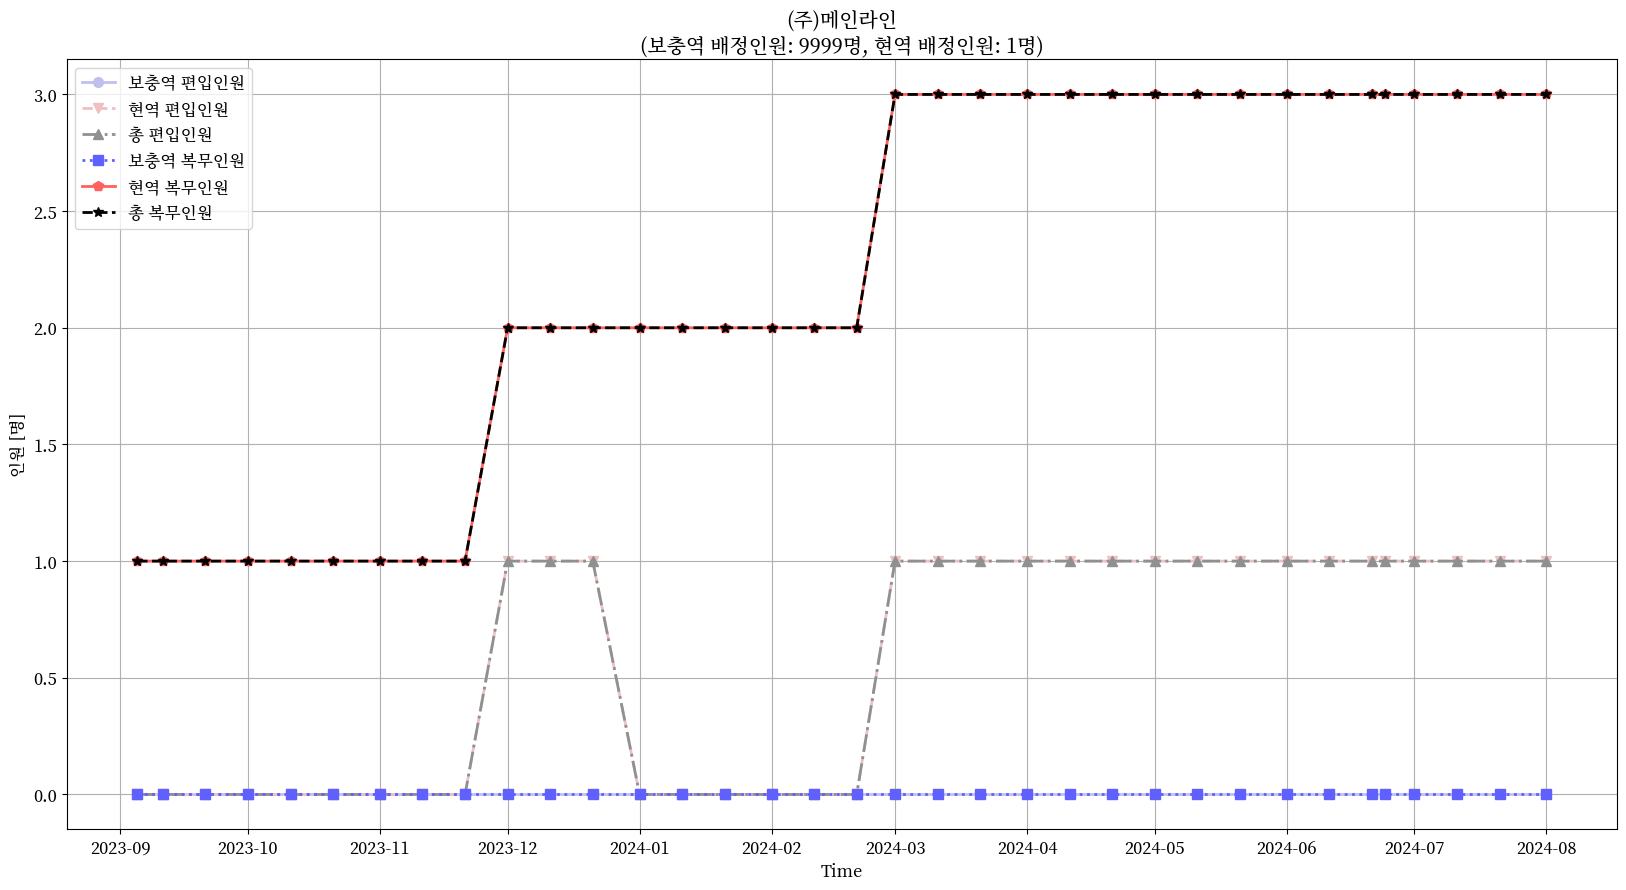 (주)메인라인
(보충역 배정인원: 9999명, 현역 배정인원: 1명)
보충역 편입인원
현역 편입인원
총 편입인원
보충역 복무인원
현역 복무인원
총 복무인원
3.0
2.5
2.0
1.5
1.0
0.5
0.0
인원 [명]
2023-09 2023-10 2023-11 2023-12 2024-01 2024-02 2024-03 2024-04 2024-05 2024-06 2024-07 2024-08
Time